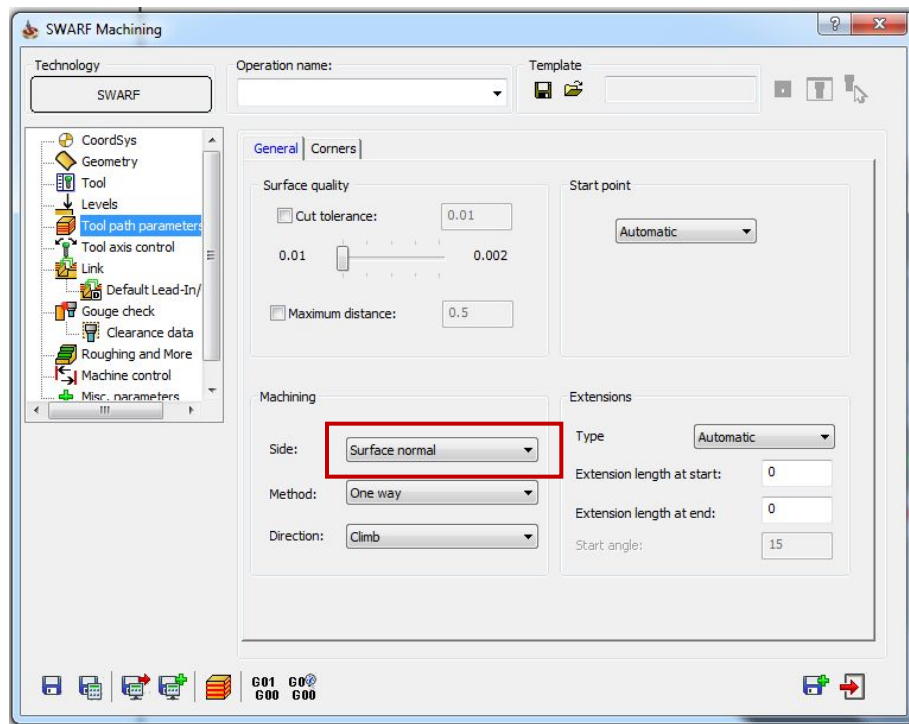 SWARF Machining
Technology
SWARF
Operation name:
Template
CoordSys
Geometry
Tool
Levels
Tool path parameters
Tool axis control
Link
Default Lead-In/
Gouge check
Clearance data
Roughing and More
Machine control
Misc. parameters
General
Corners
Surface quality
Cut tolerance:
0.01
0.01
0.002
Maximum distance:
0.5
Start point
Automatic
Machining
Side:
Surface normal
Method:
One way
Direction:
Climb
Extensions
Type
Automatic
Extension length at start:
0
Extension length at end:
0
Start angle:
15
G01 G0
G00 G00